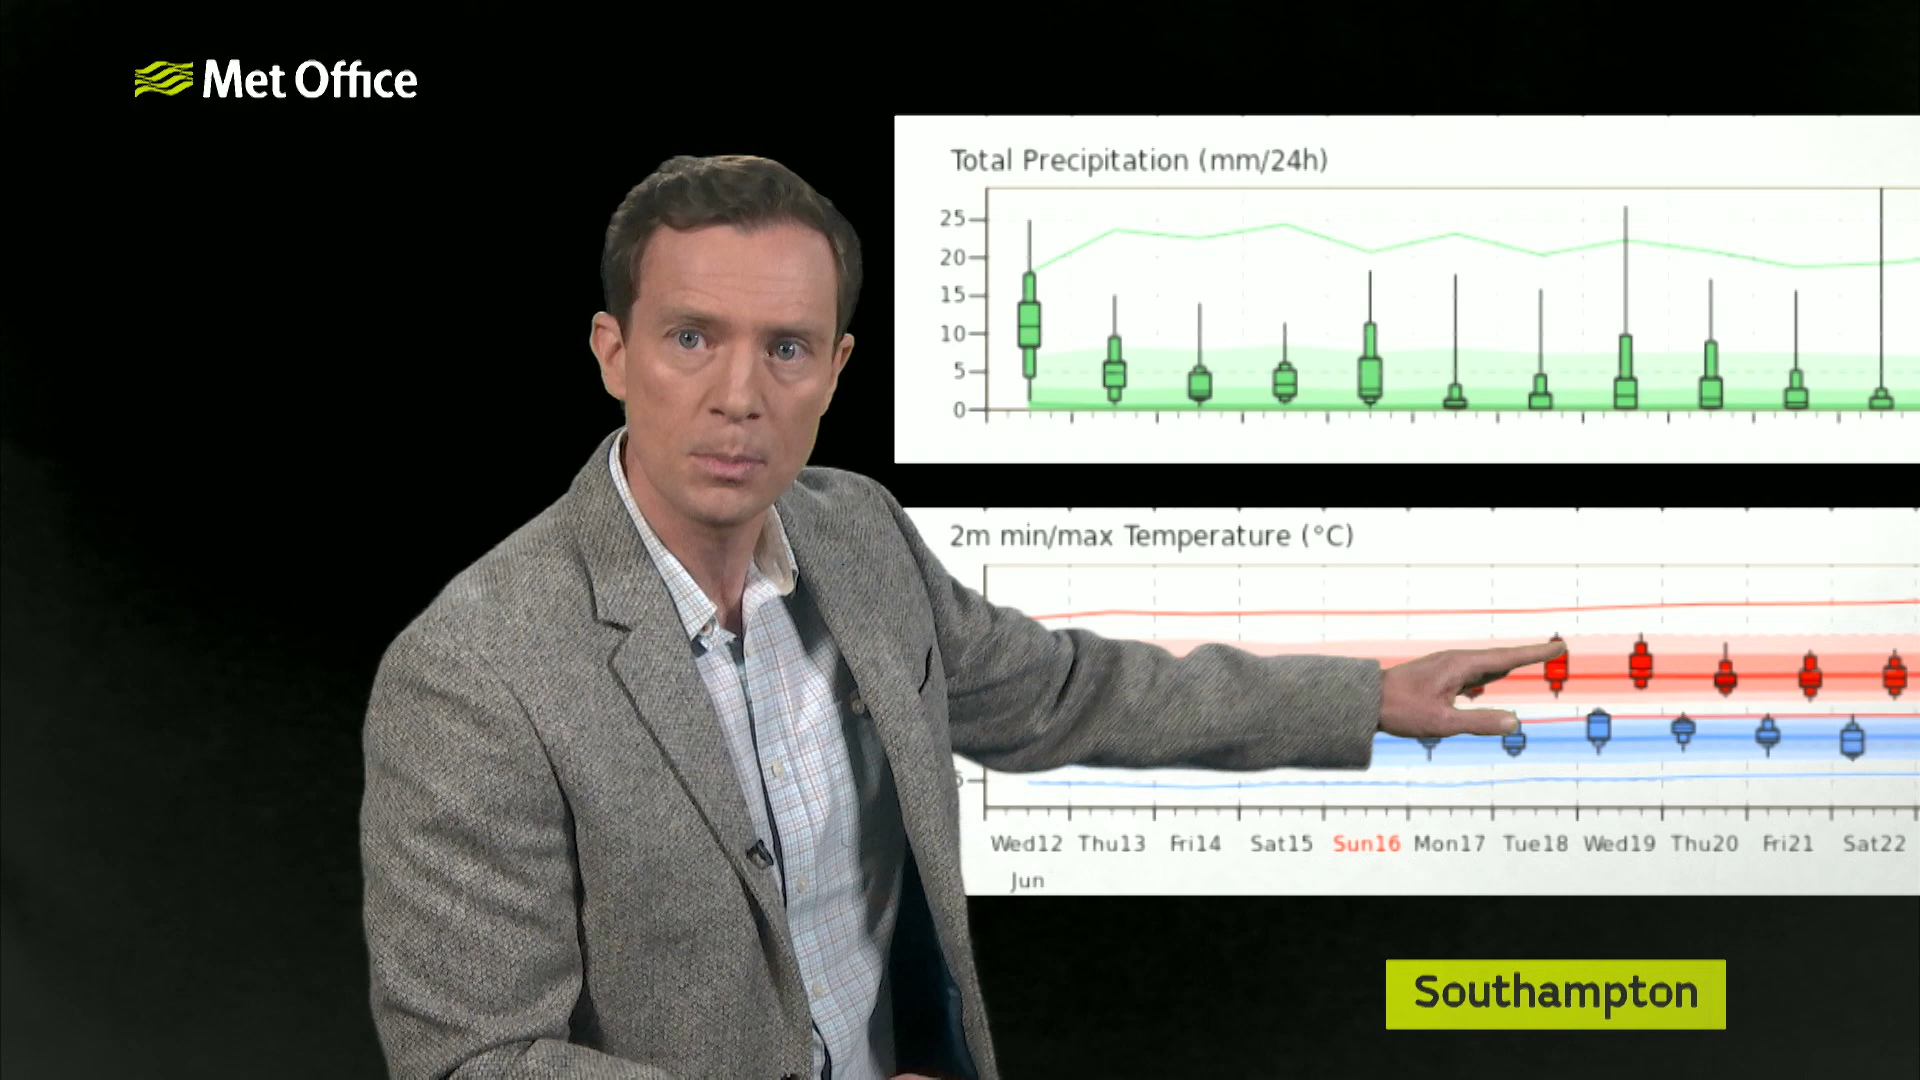 Met Office
Total Precipitation (mm/24h)
25
20
15
10
5
0
2m min/max Temperature (°C)
Wed12 Thu13 Fri14 Sat15 Sun16 Mon17 Tue18 Wed19 Thu20 Fri21 Sat22
Jun
Southampton